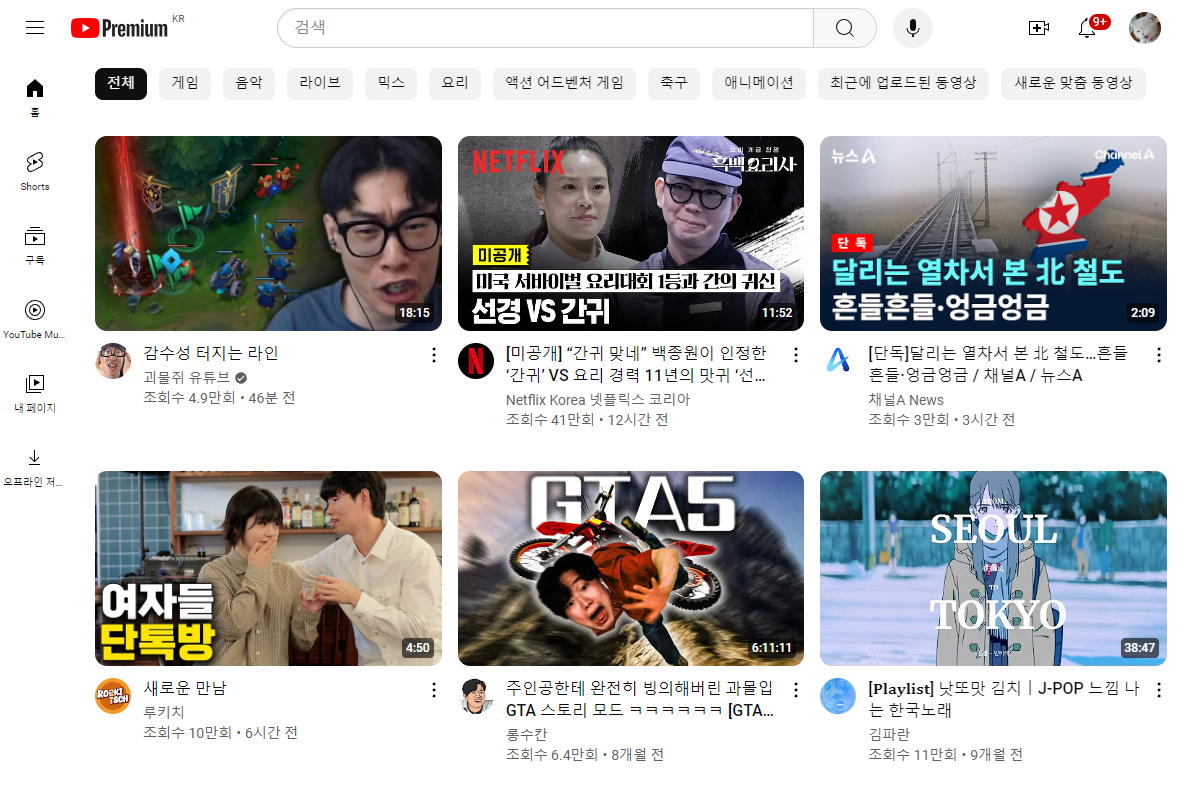 Premium KR
검색
9+
전체
게임
음악
라이브
믹스
요리
액션 어드벤처 게임
축구
애니메이션
최근에 업로드된 동영상
새로운 맞춤 동영상
홈
Shorts
구독
YouTube Mu...
내 페이지
오프라인 저...
18:15
감수성 터지는 라인
괴물쥐 유튜브
조회수 4.9만회 • 46분 전
NETFLIX
요리 계급 전쟁
흑백요리사
미공개
미국 서바이벌 요리대회 1등과 간의 귀신
선경 VS 간귀
11:52
[미공개] “간귀 맞네” 백종원이 인정한
‘간귀’ VS 요리 경력 11년의 맛귀 ‘선...
Netflix Korea 넷플릭스 코리아
조회수 41만회 • 12시간 전
뉴스A
Channel A
단독
달리는 열차서 본 北 철도
흔들흔들·엉금엉금
2:09
[단독]달리는 열차서 본 北 철도…흔들
흔들·엉금엉금 / 채널A / 뉴스A
채널A News
조회수 3만회 • 3시간 전
여자들
단톡방
4:50
ROOKI
TSCH
새로운 만남
루키치
조회수 10만회 • 6시간 전
GTA5
6:11:11
주인공한테 완전히 빙의해버린 과몰입
GTA 스토리 모드 ㅋㅋㅋㅋㅋㅋ [GTA...
롱수칸
조회수 6.4만회 • 8개월 전
FROM
SEOUL
TO
TOKYO
38:47
[Playlist] 낫또맛 김치ㅣJ-POP 느낌 나
는 한국노래
김파란
조회수 11만회 • 9개월 전